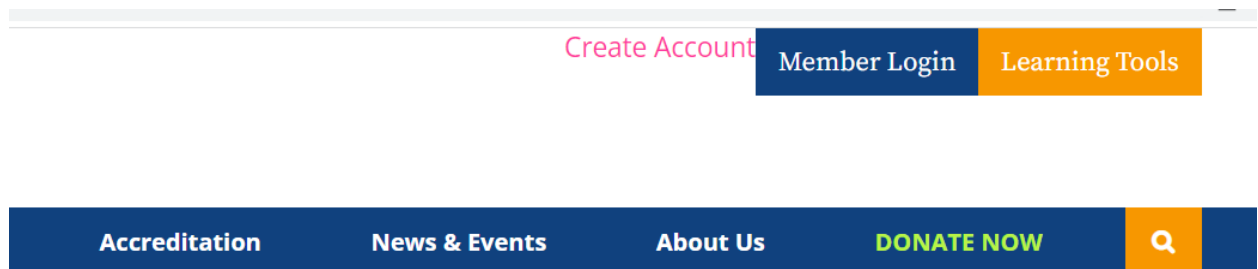 Create Account Member Login Learning Tools
Accreditation News & Events About Us DONATE NOW